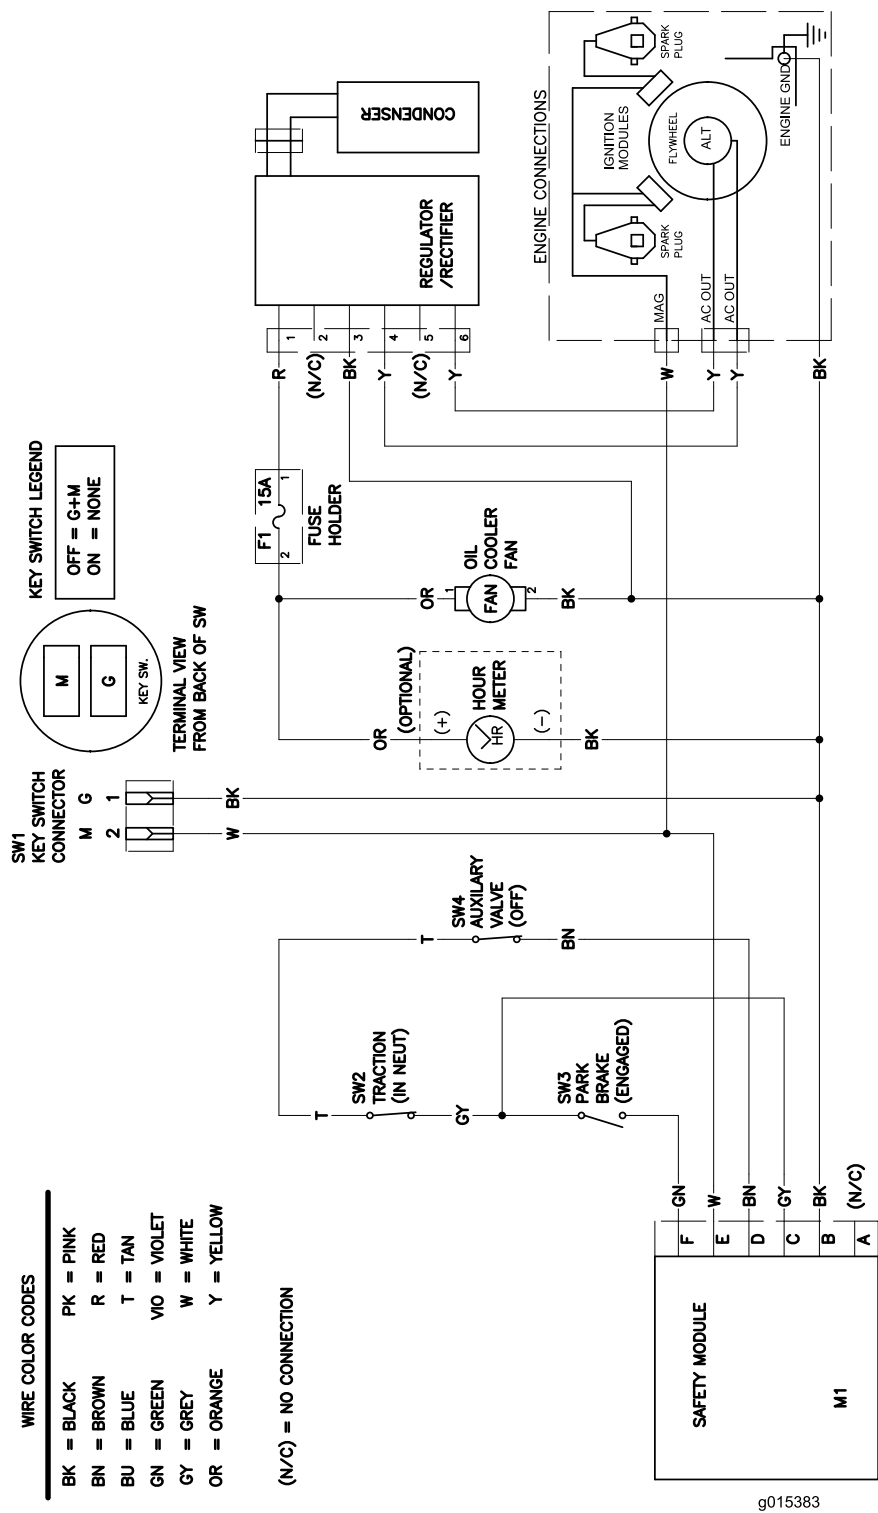 WIRE COLOR CODES
BK = BLACK
PK = PINK
BN = BROWN
R = RED
BU = BLUE
T = TAN
GN = GREEN
VIO = VIOLET
GY = GREY
W = WHITE
OR = ORANGE
Y = YELLOW
(N/C) = NO CONNECTION
SW1
KEY SWITCH
CONNECTOR
M G
2 1
W
BK
M
G
KEY SW.
TERMINAL VIEW
FROM BACK OF SW
KEY SWITCH LEGEND
OFF = G+M
ON = NONE
CONDENSER
REGULATOR
/RECTIFIER
1
2
3
4
5
6
R
(N/C)
BK
Y
(N/C)
Y
F1 15A
2
1
FUSE
HOLDER
OR
1
FAN
2
BK
OIL
COOLER
FAN
OR
(OPTIONAL)
(+)
HR
(-)
HOUR
METER
BK
ENGINE CONNECTIONS
SPARK
PLUG
SPARK
PLUG
IGNITION
MODULES
FLYWHEEL
ALT
ENGINE GND
MAG
AC OUT
AC OUT
W
Y
Y
BK
T
SW4
AUXILARY
VALVE
(OFF)
BN
T
SW2
TRACTION
(IN NEUT)
GY
SW3
PARK
BRAKE
(ENGAGED)
GN
W
BN
GY
BK
(N/C)
F
E
D
C
B
A
SAFETY MODULE
M1
g015383